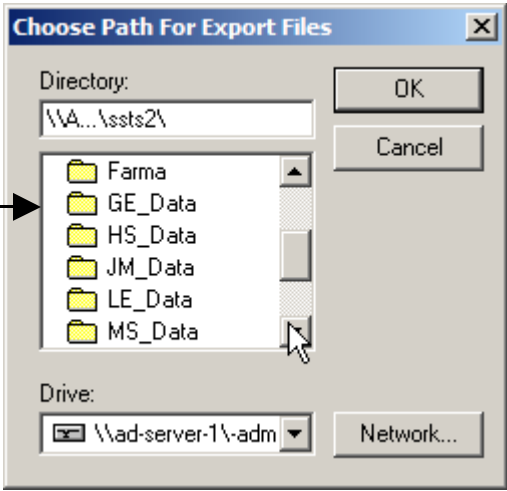 Choose Path For Export Files
Directory:
OK
\\A...\ssts2\
Cancel
Farma
GE_Data
HS_Data
JM_Data
LE_Data
MS_Data
Drive:
\\ad-server-1\-adm
Network...